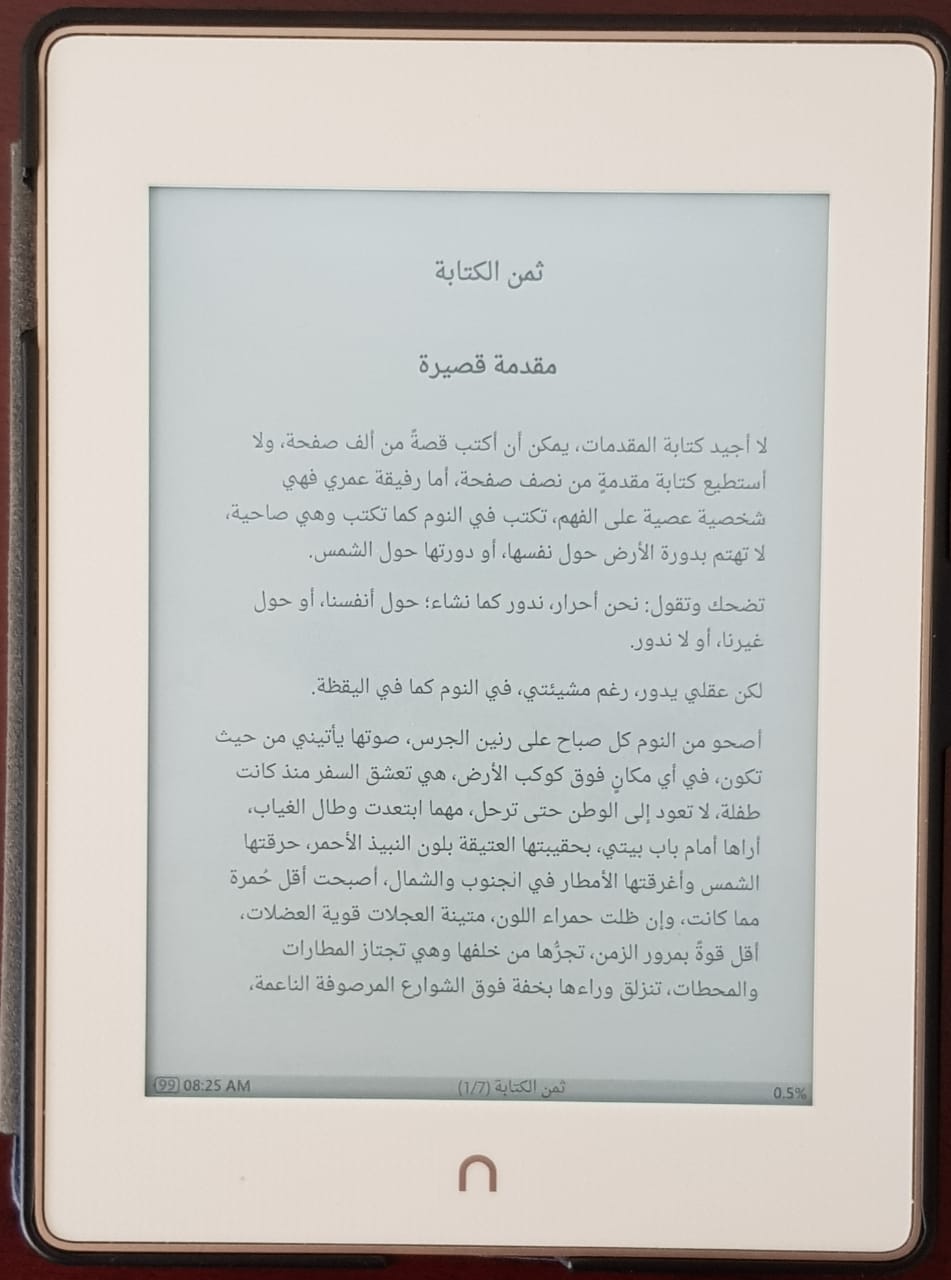 ثمن الكتابة
مقدمة قصيرة
لا أجيد كتابة المقدمات، يمكن أن أكتب قصةً من ألف صفحة، ولا
أستطيع كتابة مقدمةٍ من نصف صفحة، أما رفيقة عمري فهي
شخصية عصية على الفهم، تكتب في النوم كما تكتب وهي صاحية،
لا تهتم بدورة الأرض حول نفسها، أو دورتها حول الشمس.
تضحك وتقول: نحن أحرار، ندور كما نشاء؛ حول أنفسنا، أو حول
غيرنا، أو لا ندور.
لكن عقلي يدور، رغم مشيئتي، في النوم كما في اليقظة.
أصحو من النوم كل صباح على رنين الجرس، صوتها يأتيني من حيث
تكون، في أي مكانٍ فوق كوكب الأرض، هي تعشق السفر منذ كانت
طفلة، لا تعود إلى الوطن حتى ترحل، مهما ابتعدت وطال الغياب،
أراها أمام باب بيتي، بحقيبتها العتيقة بلون النبيذ الأحمر، حرقتها
الشمس وأغرقتها الأمطار في الجنوب والشمال، أصبحت أقل حُمرة
مما كانت، وإن ظلت حمراء اللون، متينة العجلات قوية العضلات،
أقل قوةً بمرور الزمن، تجرُّها من خلفها وهي تجتاز المطارات
والمحطات، تنزلق وراءها بخفة فوق الشوارع المرصوفة الناعمة،
99 08:25 AM ثمن الكتابة (1/7) 0.5%